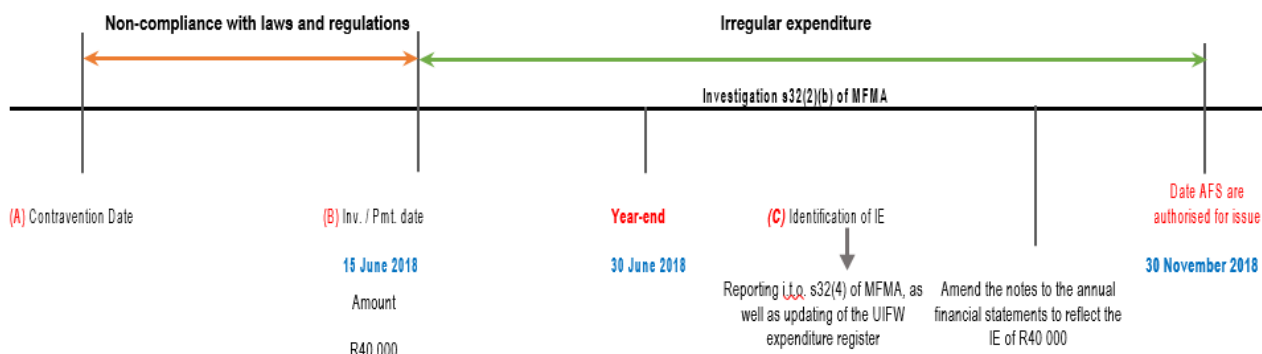 Non-compliance with laws and regulations
Irregular expenditure
Investigation s32(2)(b) of MFMA
(A) Contravention Date
(B) Inv. / Pmt. date
15 June 2018
Amount
R40 000
Year-end
30 June 2018
(C) Identification of IE
Reporting i.t.o. s32(4) of MFMA, as
well as updating of the UIFW
expenditure register
Amend the notes to the annual
financial statements to reflect the
IE of R40 000
Date AFS are
authorised for issue
30 November 2018